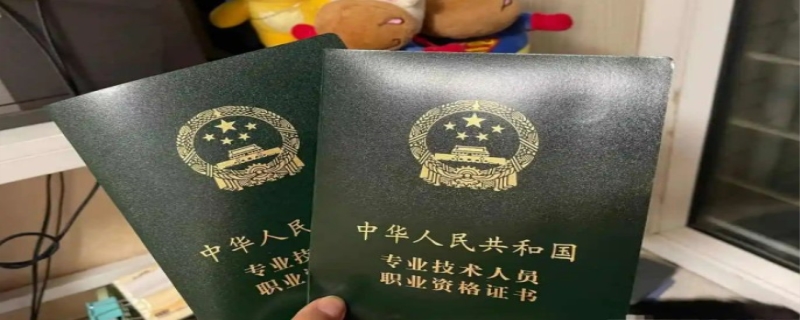 中华人民
专业技
职业资
中华人民共和国
专业技术人员
职业资格证书